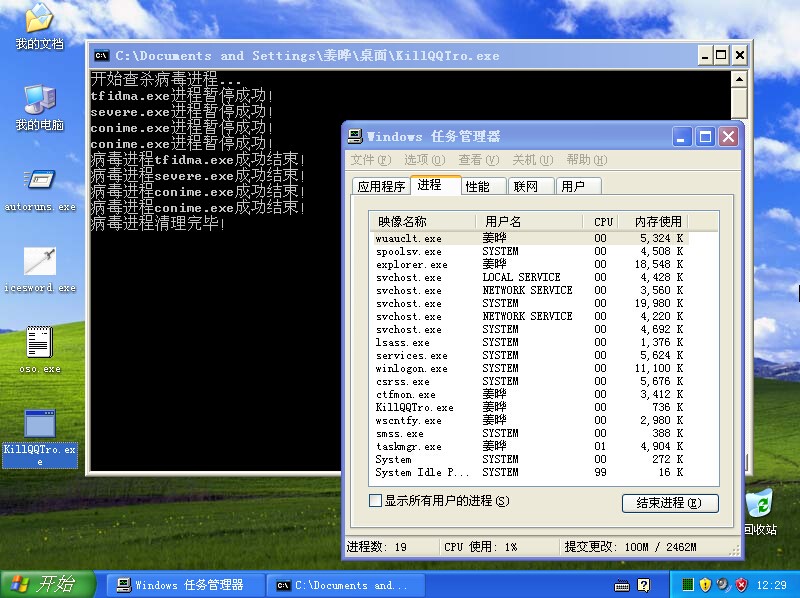 我的文档
我的电脑
autoruns.exe
icesword.exe
oso.exe
KillQQTro.ex
e
回收站
C:\Documents and Settings\姜晔\桌面\KillQQTro.exe
开始查杀病毒进程...
tfidma.exe进程暂停成功!
severe.exe进程暂停成功!
conime.exe进程暂停成功!
conime.exe进程暂停成功!
病毒进程tfidma.exe成功结束!
病毒进程severe.exe成功结束!
病毒进程conime.exe成功结束!
病毒进程conime.exe成功结束!
病毒进程清理完毕!
Windows 任务管理器
文件(F) 选项(O) 查看(V) 关机(U) 帮助(H)
应用程序 进程 性能 联网 用户
映像名称 用户名 CPU 内存使用
wuauclt.exe 姜晔 00 5,324 K
spoolsv.exe SYSTEM 00 4,508 K
explorer.exe 姜晔 00 18,548 K
svchost.exe LOCAL SERVICE 00 4,428 K
svchost.exe NETWORK SERVICE 00 3,560 K
svchost.exe SYSTEM 00 19,980 K
svchost.exe NETWORK SERVICE 00 4,220 K
svchost.exe SYSTEM 00 4,692 K
lsass.exe SYSTEM 00 1,376 K
services.exe SYSTEM 00 5,624 K
winlogon.exe SYSTEM 00 11,100 K
csrss.exe SYSTEM 00 5,676 K
ctfmon.exe 姜晔 00 3,412 K
KillQQTro.exe 姜晔 00 736 K
wscntfy.exe 姜晔 00 2,980 K
smss.exe SYSTEM 00 388 K
taskmgr.exe 姜晔 01 4,904 K
System SYSTEM 00 272 K
System Idle P... SYSTEM 99 16 K
显示所有用户的进程(S)
结束进程(E)
进程数: 19 CPU 使用: 1% 提交更改: 100M / 2462M
开始 Windows 任务管理器 C:\Documents and... 12:29